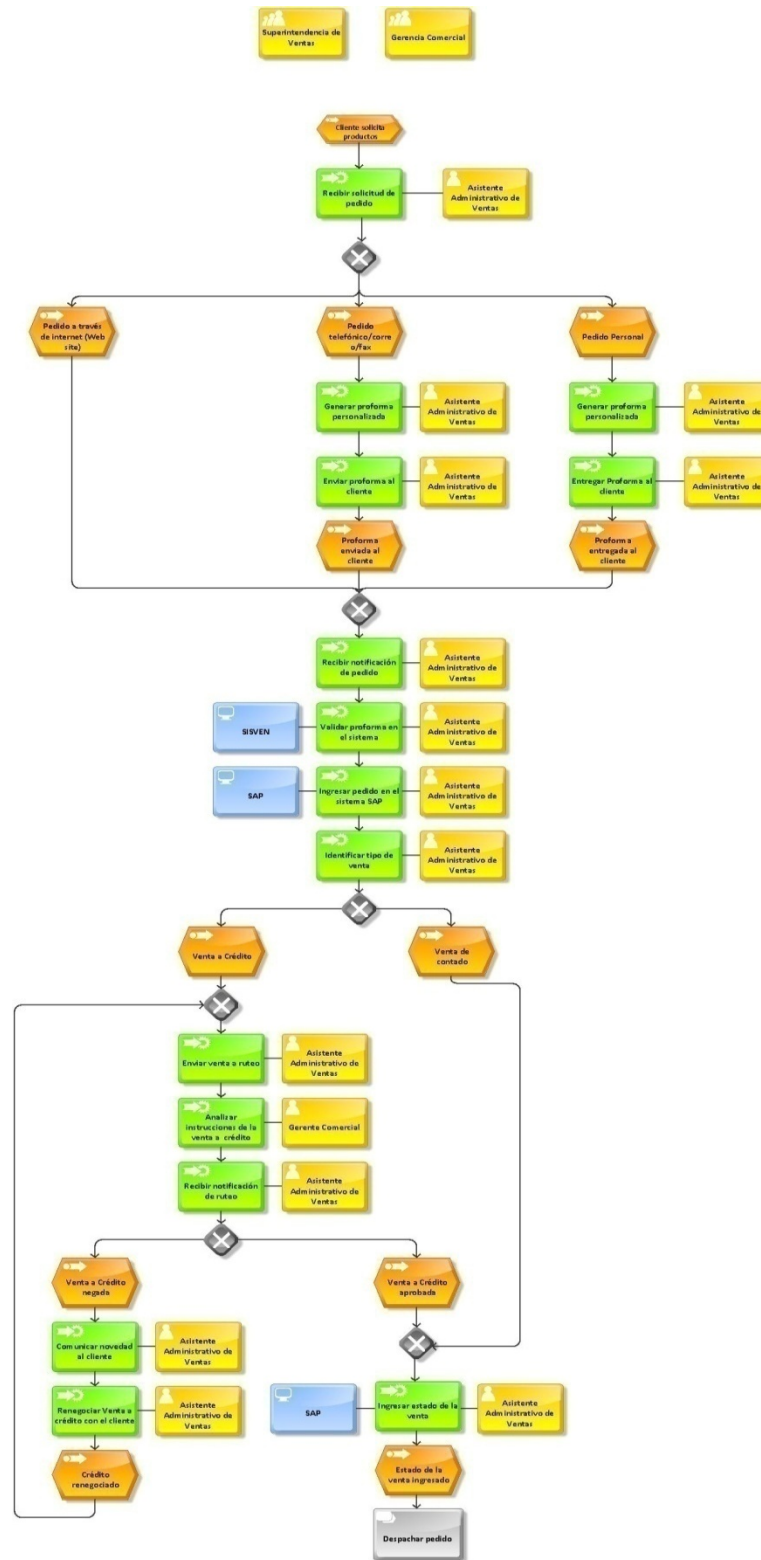 Superintendencia de
Ventas
Gerencia Comercial
Cliente solicita
productos
Recibir solicitud de
pedido
Asistente
Administrativo de
Ventas
Pedido a través
de internet (Web
site)
Pedido
telefónico/corre
o/fax
Pedido Personal
Generar proforma
personalizada
Asistente
Administrativo de
Ventas
Generar proforma
personalizada
Asistente
Administrativo de
Ventas
Enviar proforma al
cliente
Asistente
Administrativo de
Ventas
Entregar Proforma al
cliente
Asistente
Administrativo de
Ventas
Proforma
enviada al
cliente
Proforma
entregada al
cliente
Recibir notificación
de pedido
Asistente
Administrativo de
Ventas
SISVEN
Validar proforma en
el sistema
Asistente
Administrativo de
Ventas
SAP
Ingresar pedido en el
sistema SAP
Asistente
Administrativo de
Ventas
Identificar tipo de
venta
Asistente
Administrativo de
Ventas
Venta a Crédito
Venta de
contado
Enviar venta a ruteo
Asistente
Administrativo de
Ventas
Analizar
instrucciones de la
venta a crédito
Gerente Comercial
Recibir notificación
de ruteo
Asistente
Administrativo de
Ventas
Venta a Crédito
negada
Venta a Crédito
aprobada
Comunicar novedad
al cliente
Asistente
Administrativo de
Ventas
Renegociar Venta a
crédito con el cliente
Asistente
Administrativo de
Ventas
SAP
Ingresar estado de la
venta
Asistente
Administrativo de
Ventas
Crédito
renegociado
Estado de la
venta ingresado
Despachar pedido